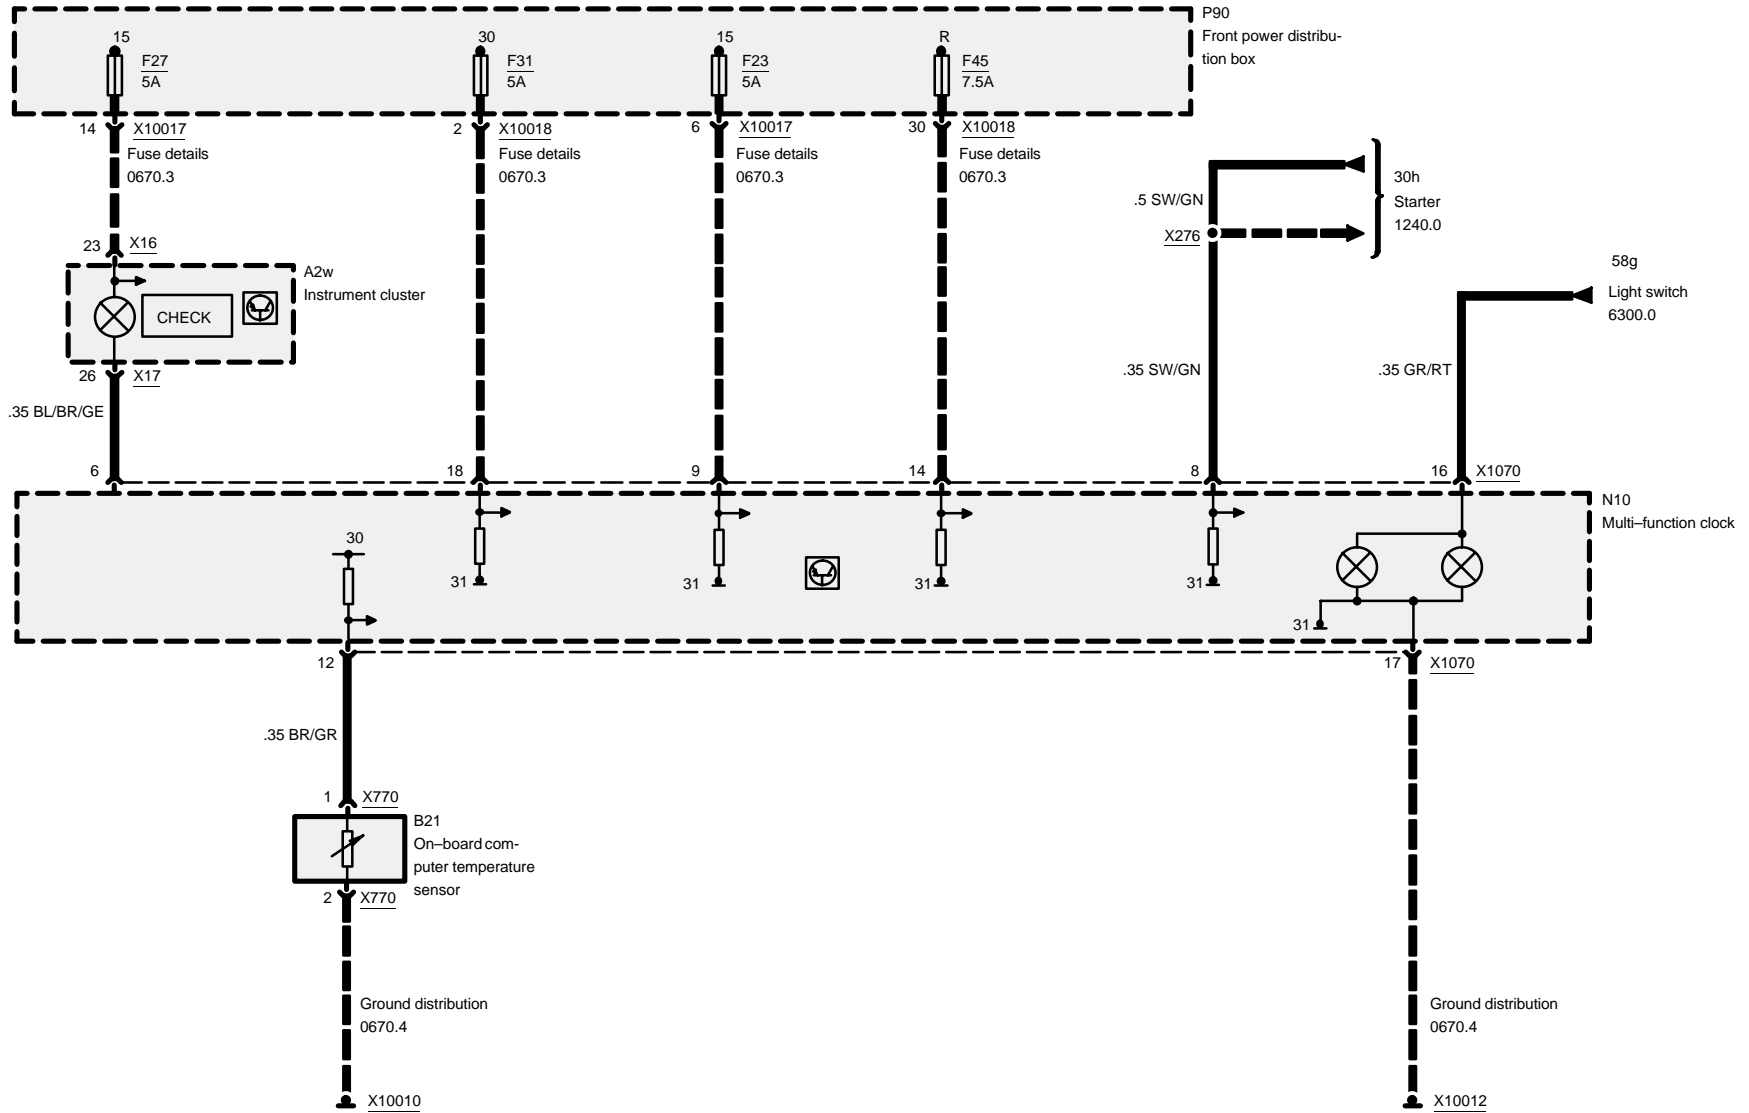 P90
Front power distribu-
tion box
15
F27
5A
30
F31
5A
15
F23
5A
R
F45
7.5A
14 X10017
Fuse details
0670.3
2 X10018
Fuse details
0670.3
6 X10017
Fuse details
0670.3
30 X10018
Fuse details
0670.3
.5 SW/GN
X276
30h
Starter
1240.0
23 X16
A2w
Instrument cluster
CHECK
26 X17
.35 BL/BR/GE
.35 SW/GN
58g
Light switch
6300.0
.35 GR/RT
6
18
9
14
8
16 X1070
N10
Multi–function clock
30
31
31
31
31
31
12
17 X1070
.35 BR/GR
1 X770
B21
On–board com-
puter temperature
sensor
2 X770
Ground distribution
0670.4
X10010
Ground distribution
0670.4
X10012